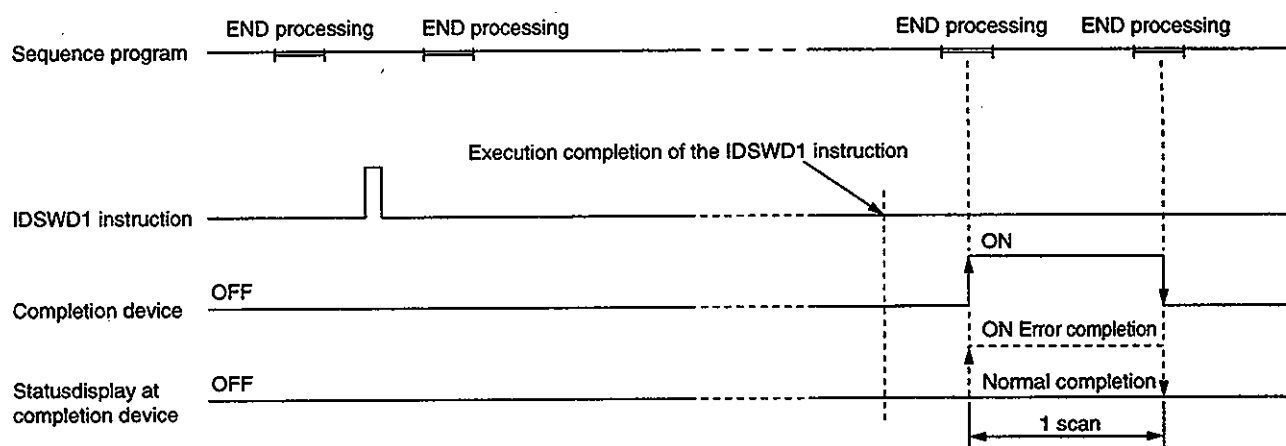 END processing
END processing
END processing
END processing
Sequence program
Execution completion of the IDSWD1 instruction
IDSWD1 instruction
ON
OFF
Completion device
ON Error completion
OFF
Normal completion
Statusdisplay at
completion device
1 scan